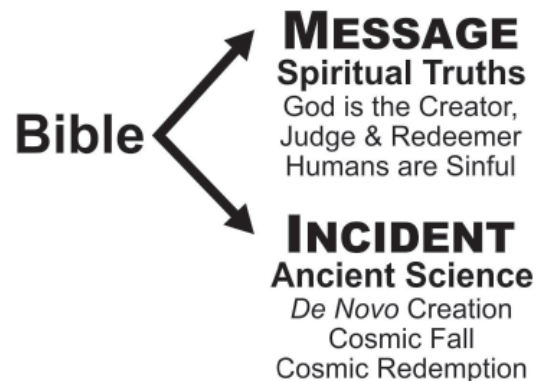 Bible
MESSAGE
Spiritual Truths
God is the Creator,
Judge & Redeemer
Humans are Sinful
INCIDENT
Ancient Science
De Novo Creation
Cosmic Fall
Cosmic Redemption